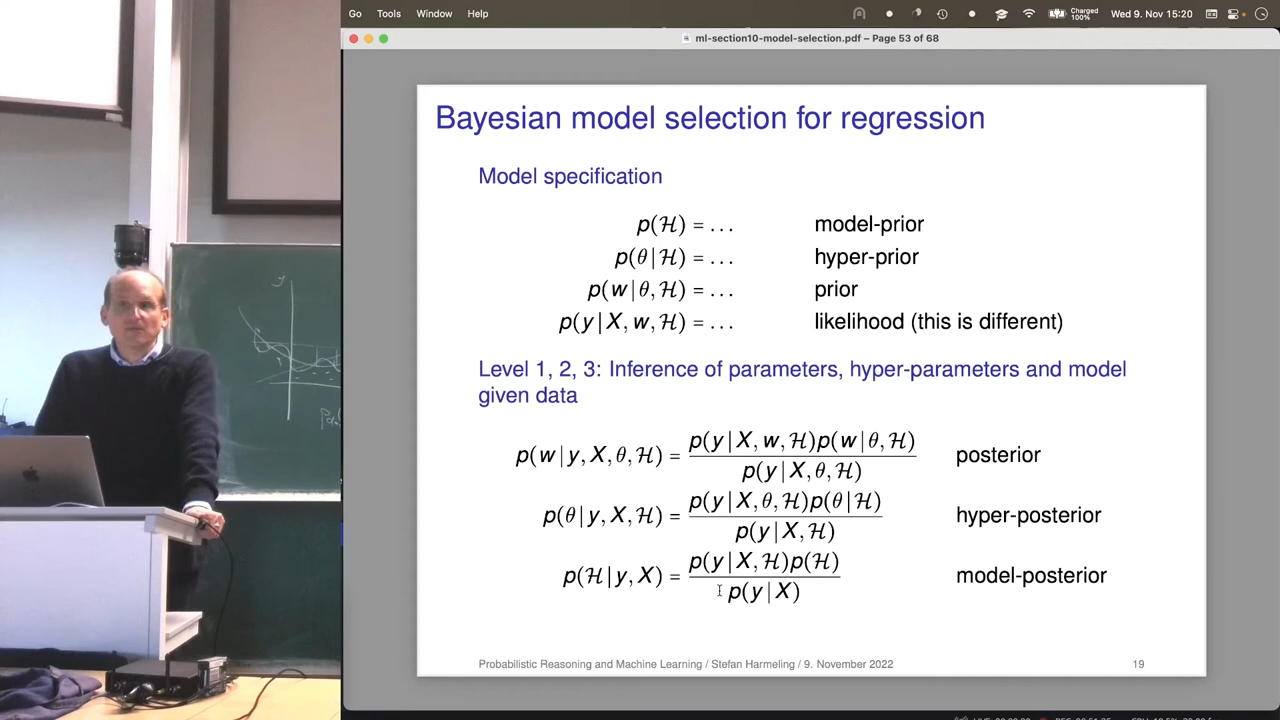 Go Tools Window Help Charged 100% Wed 9. Nov 15:20
ml-section10-model-selection.pdf – Page 53 of 68
Bayesian model selection for regression
Model specification
p(ℋ) = ... model-prior
p(θ|ℋ) = ... hyper-prior
p(w|θ,ℋ) = ... prior
p(y|X,w,ℋ) = ... likelihood (this is different)
Level 1, 2, 3: Inference of parameters, hyper-parameters and model
given data
p(w|y,X,θ,ℋ) = p(y|X,w,ℋ)p(w|θ,ℋ) / p(y|X,θ,ℋ) posterior
p(θ|y,X,ℋ) = p(y|X,θ,ℋ)p(θ|ℋ) / p(y|X,ℋ) hyper-posterior
p(ℋ|y,X) = p(y|X,ℋ)p(ℋ) / p(y|X) model-posterior
Probabilistic Reasoning and Machine Learning / Stefan Harmeling / 9. November 2022 19
y